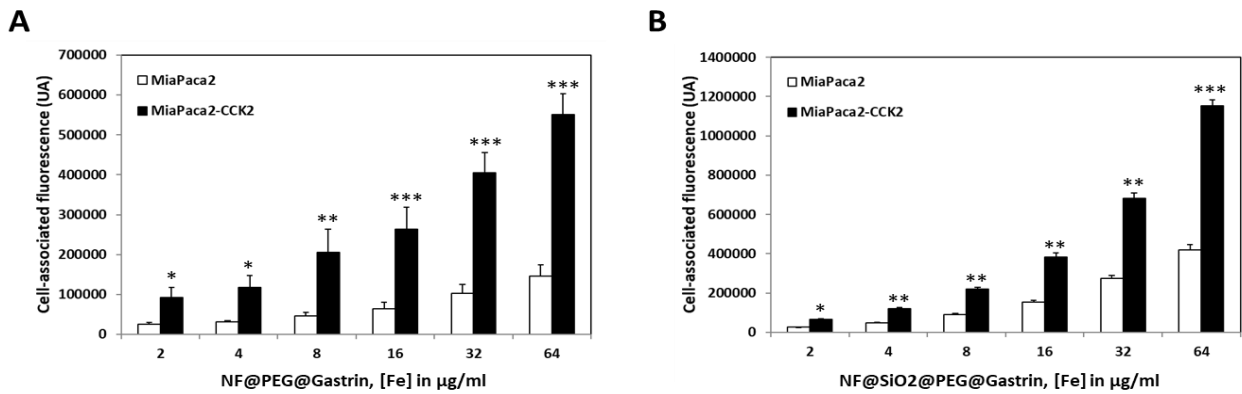 A
Cell-associated fluorescence (UA)
700000
600000
500000
400000
300000
200000
100000
0
MiaPaca2
MiaPaca2-CCK2
*
*
**
***
***
***
2 4 8 16 32 64
NF@PEG@Gastrin, [Fe] in µg/ml
B
Cell-associated fluorescence (UA)
1400000
1200000
1000000
800000
600000
400000
200000
0
MiaPaca2
MiaPaca2-CCK2
*
**
**
**
**
***
2 4 8 16 32 64
NF@SiO2@PEG@Gastrin, [Fe] in µg/ml